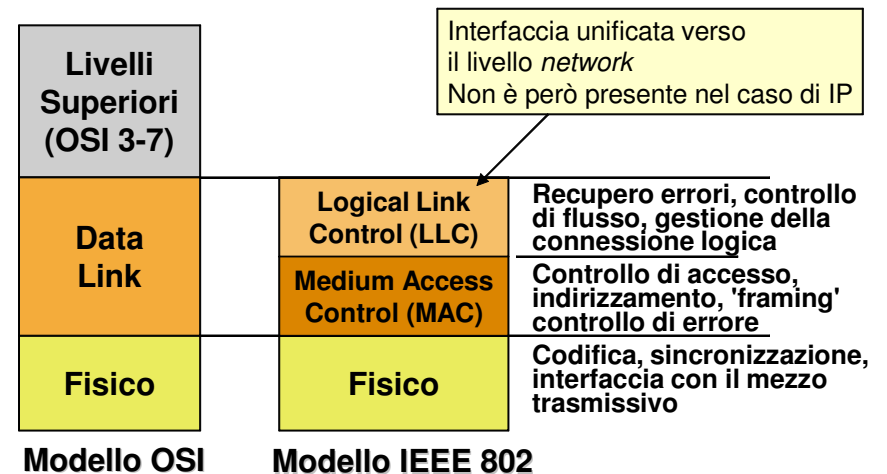 Interfaccia unificata verso
il livello network
Non è però presente nel caso di IP
Livelli
Superiori
(OSI 3-7)
Data
Link
Fisico
Modello OSI
Logical Link
Control (LLC)
Medium Access
Control (MAC)
Fisico
Modello IEEE 802
Recupero errori, controllo
di flusso, gestione della
connessione logica
Controllo di accesso,
indirizzamento, 'framing'
controllo di errore
Codifica, sincronizzazione,
interfaccia con il mezzo
trasmissivo